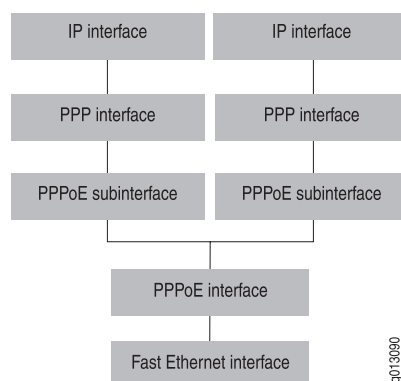 IP interface
IP interface
PPP interface
PPP interface
PPPoE subinterface
PPPoE subinterface
PPPoE interface
Fast Ethernet interface
g013090